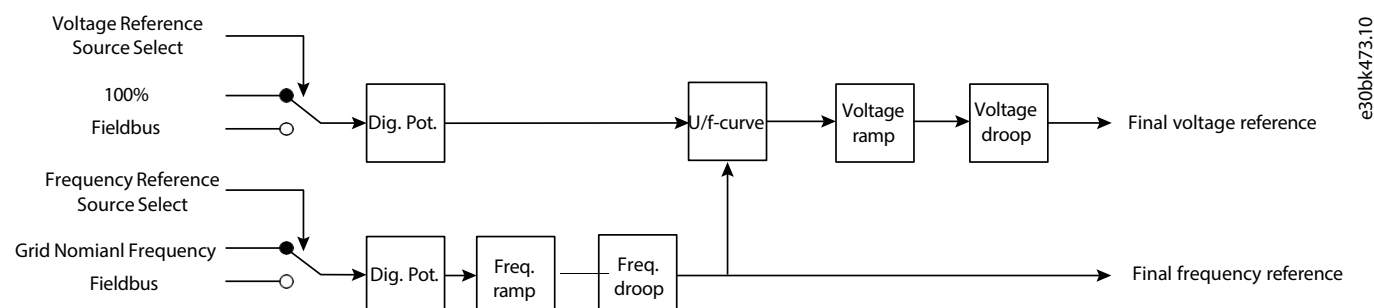 Voltage Reference
Source Select
100%
Fieldbus
Dig. Pot.
U/f-curve
Voltage
ramp
Voltage
droop
Final voltage reference
e30bk473.10
Frequency Reference
Source Select
Grid Nomianl Frequency
Fieldbus
Dig. Pot.
Freq.
ramp
Freq.
droop
Final frequency reference